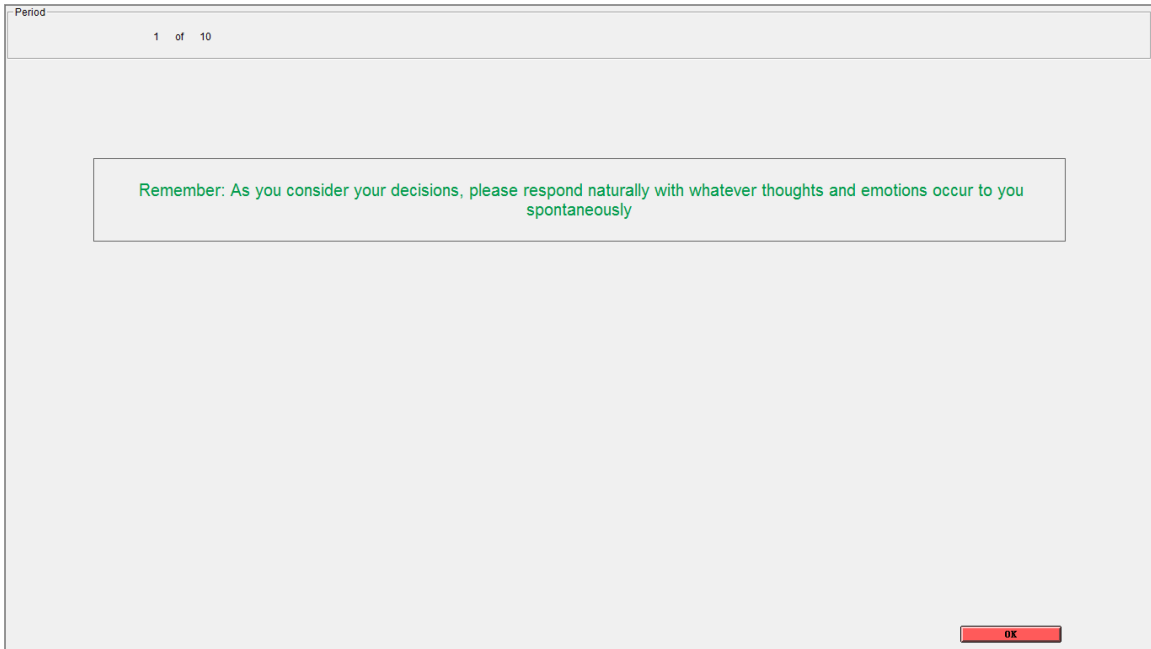 Period
1 of 10
Remember: As you consider your decisions, please respond naturally with whatever thoughts and emotions occur to you
spontaneously
OK